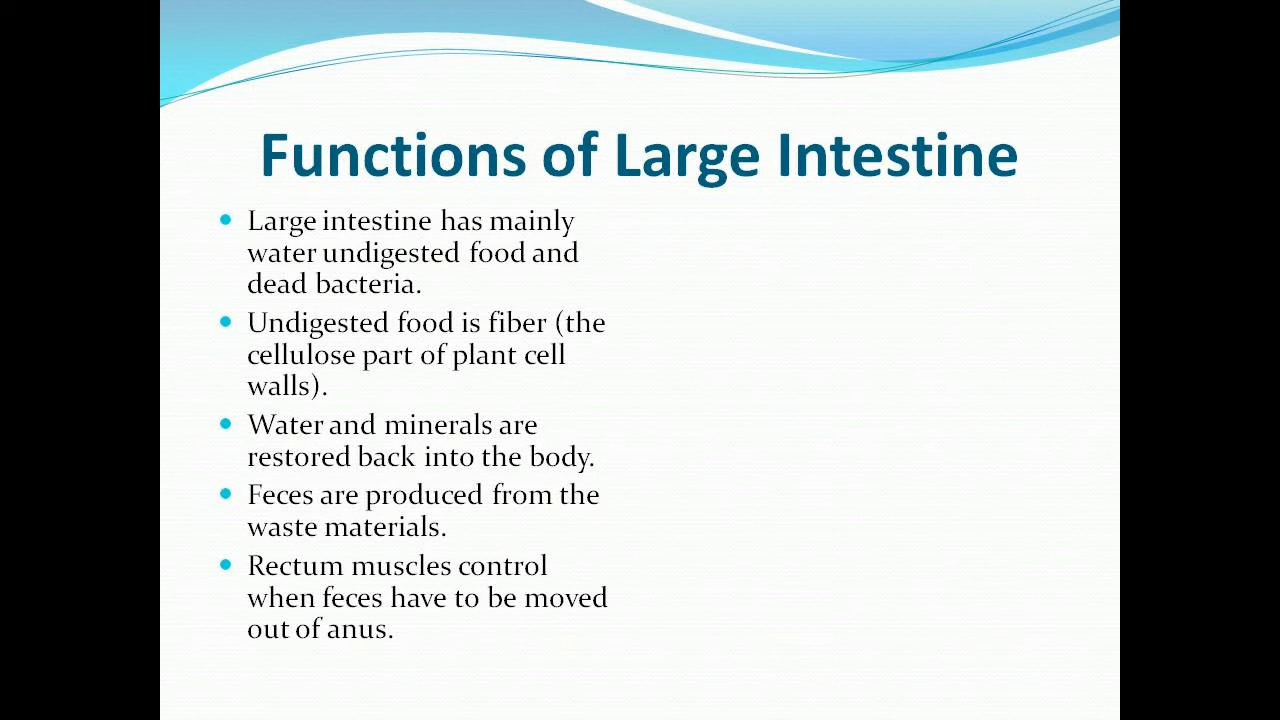 Functions of Large Intestine
• Large intestine has mainly
water undigested food and
dead bacteria.
• Undigested food is fiber (the
cellulose part of plant cell
walls).
• Water and minerals are
restored back into the body.
• Feces are produced from the
waste materials.
• Rectum muscles control
when feces have to be moved
out of anus.